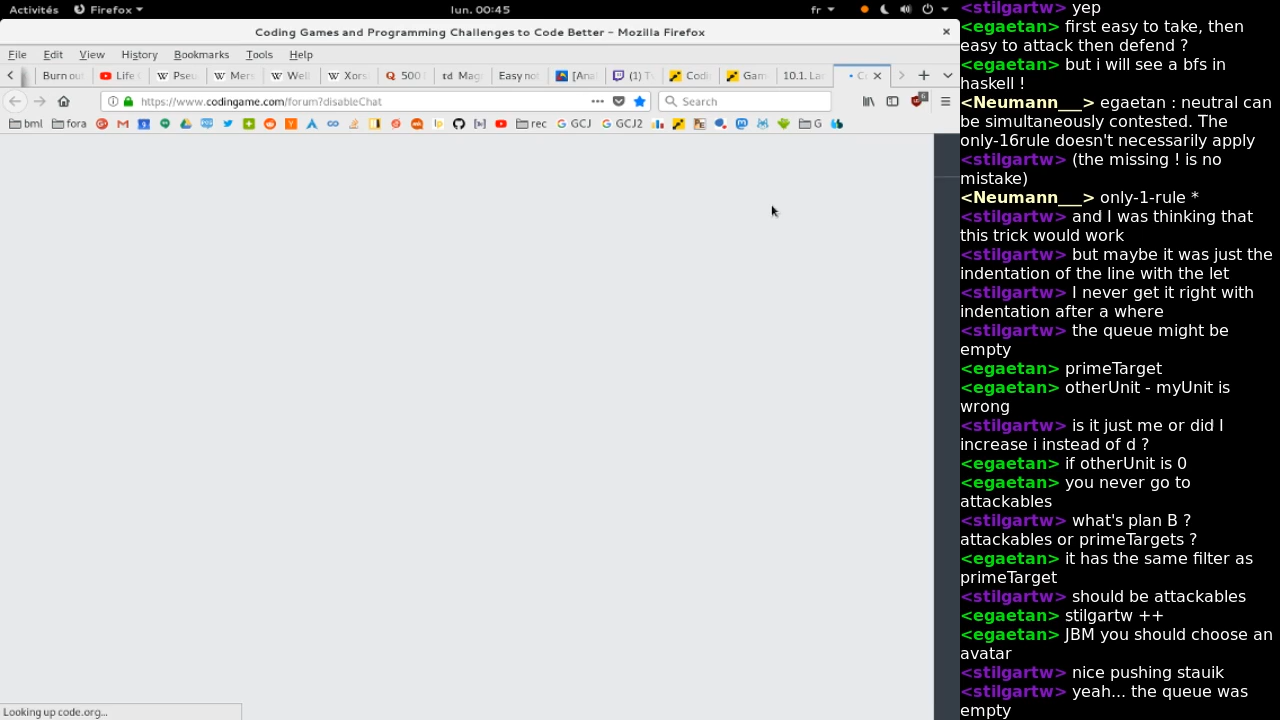 Activités Firefox lun. 00:45 fr
Coding Games and Programming Challenges to Code Better - Mozilla Firefox
File Edit View History Bookmarks Tools Help
Burn ou Life Pseu Mers Well Xors 500 Mag Easy not [Ana (1) T Codi Gam 10.1. La
https://www.codingame.com/forum?disableChat Search
bml fora rec GCJ GCJ2 G
Looking up code.org...
<stilgartw> yep
<egaetan> first easy to take, then
easy to attack then defend ?
<egaetan> but i will see a bfs in
haskell !
<Neumann___> egaetan : neutral can
be simultaneously contested. The
only-16rule doesn't necessarily apply
<stilgartw> (the missing ! is no
mistake)
<Neumann___> only-1-rule *
<stilgartw> and I was thinking that
this trick would work
<stilgartw> but maybe it was just the
indentation of the line with the let
<stilgartw> I never get it right with
indentation after a where
<stilgartw> the queue might be
empty
<egaetan> primeTarget
<egaetan> otherUnit - myUnit is
wrong
<stilgartw> is it just me or did I
increase i instead of d ?
<egaetan> if otherUnit is 0
<egaetan> you never go to
attackables
<stilgartw> what's plan B ?
attackables or primeTargets ?
<egaetan> it has the same filter as
primeTarget
<stilgartw> should be attackables
<egaetan> stilgartw ++
<egaetan> JBM you should choose an
avatar
<stilgartw> nice pushing stauik
<stilgartw> yeah... the queue was
empty